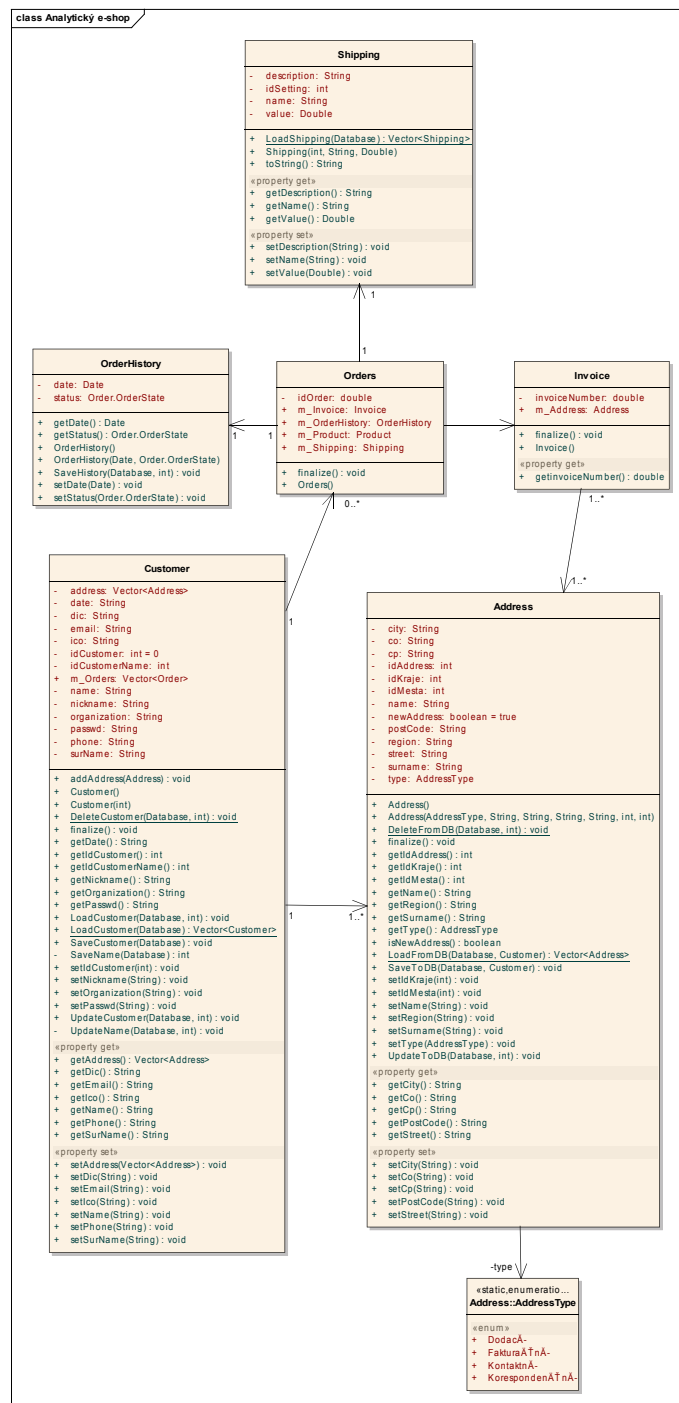 class Analytický e-shop
Shipping
- description: String
- idSetting: int
- name: String
- value: Double
+ LoadShipping(Database) : Vector<Shipping>
+ Shipping(int, String, Double)
+ toString() : String
«property get»
+ getDescription() : String
+ getName() : String
+ getValue() : Double
«property set»
+ setDescription(String) : void
+ setName(String) : void
+ setValue(Double) : void
1
1
OrderHistory
- date: Date
- status: Order.OrderState
+ getDate() : Date
+ getStatus() : Order.OrderState
+ OrderHistory()
+ OrderHistory(Date, Order.OrderState)
+ SaveHistory(Database, int) : void
+ setDate(Date) : void
+ setStatus(Order.OrderState) : void
1
1
Orders
- idOrder: double
+ m_Invoice: Invoice
+ m_OrderHistory: OrderHistory
+ m_Product: Product
+ m_Shipping: Shipping
+ finalize() : void
+ Orders()
0..*
Invoice
- invoiceNumber: double
+ m_Address: Address
+ finalize() : void
+ Invoice()
«property get»
+ getinvoiceNumber() : double
1..*
1..*
Customer
- address: Vector<Address>
- date: String
- dic: String
- email: String
- ico: String
- idCustomer: int = 0
- idCustomerName: int
+ m_Orders: Vector<Order>
- name: String
- nickname: String
- organization: String
- passwd: String
- phone: String
- surName: String
+ addAddress(Address) : void
+ Customer()
+ Customer(int)
+ DeleteCustomer(Database, int) : void
+ finalize() : void
+ getDate() : String
+ getIdCustomer() : int
+ getIdCustomerName() : int
+ getNickname() : String
+ getOrganization() : String
+ getPasswd() : String
+ LoadCustomer(Database, int) : void
+ LoadCustomer(Database) : Vector<Customer>
+ SaveCustomer(Database) : void
- SaveName(Database) : int
+ setIdCustomer(int) : void
+ setNickname(String) : void
+ setOrganization(String) : void
+ setPasswd(String) : void
+ UpdateCustomer(Database, int) : void
- UpdateName(Database, int) : void
«property get»
+ getAddress() : Vector<Address>
+ getDic() : String
+ getEmail() : String
+ getIco() : String
+ getName() : String
+ getPhone() : String
+ getSurName() : String
«property set»
+ setAddress(Vector<Address>) : void
+ setDic(String) : void
+ setEmail(String) : void
+ setIco(String) : void
+ setName(String) : void
+ setPhone(String) : void
+ setSurName(String) : void
1
1
1..*
Address
- city: String
- co: String
- cp: String
- idAddress: int
- idKraje: int
- idMesta: int
- name: String
- newAddress: boolean = true
- postCode: String
- region: String
- street: String
- surname: String
- type: AddressType
+ Address()
+ Address(AddressType, String, String, String, String, int, int)
+ DeleteFromDB(Database, int) : void
+ finalize() : void
+ getIdAddress() : int
+ getIdKraje() : int
+ getIdMesta() : int
+ getName() : String
+ getRegion() : String
+ getSurname() : String
+ getType() : AddressType
+ isNewAddress() : boolean
+ LoadFromDB(Database, Customer) : Vector<Address>
+ SaveToDB(Database, Customer) : void
+ setIdKraje(int) : void
+ setIdMesta(int) : void
+ setName(String) : void
+ setRegion(String) : void
+ setSurname(String) : void
+ setType(AddressType) : void
+ UpdateToDB(Database, int) : void
«property get»
+ getCity() : String
+ getCo() : String
+ getCp() : String
+ getPostCode() : String
+ getStreet() : String
«property set»
+ setCity(String) : void
+ setCo(String) : void
+ setCp(String) : void
+ setPostCode(String) : void
+ setStreet(String) : void
-type
«static,enumeratio...
Address::AddressType
«enum»
+ DodacÃ-
+ FakturaÄŤnÃ-
+ KontaktnÃ-
+ KorespondenÄŤnÃ-